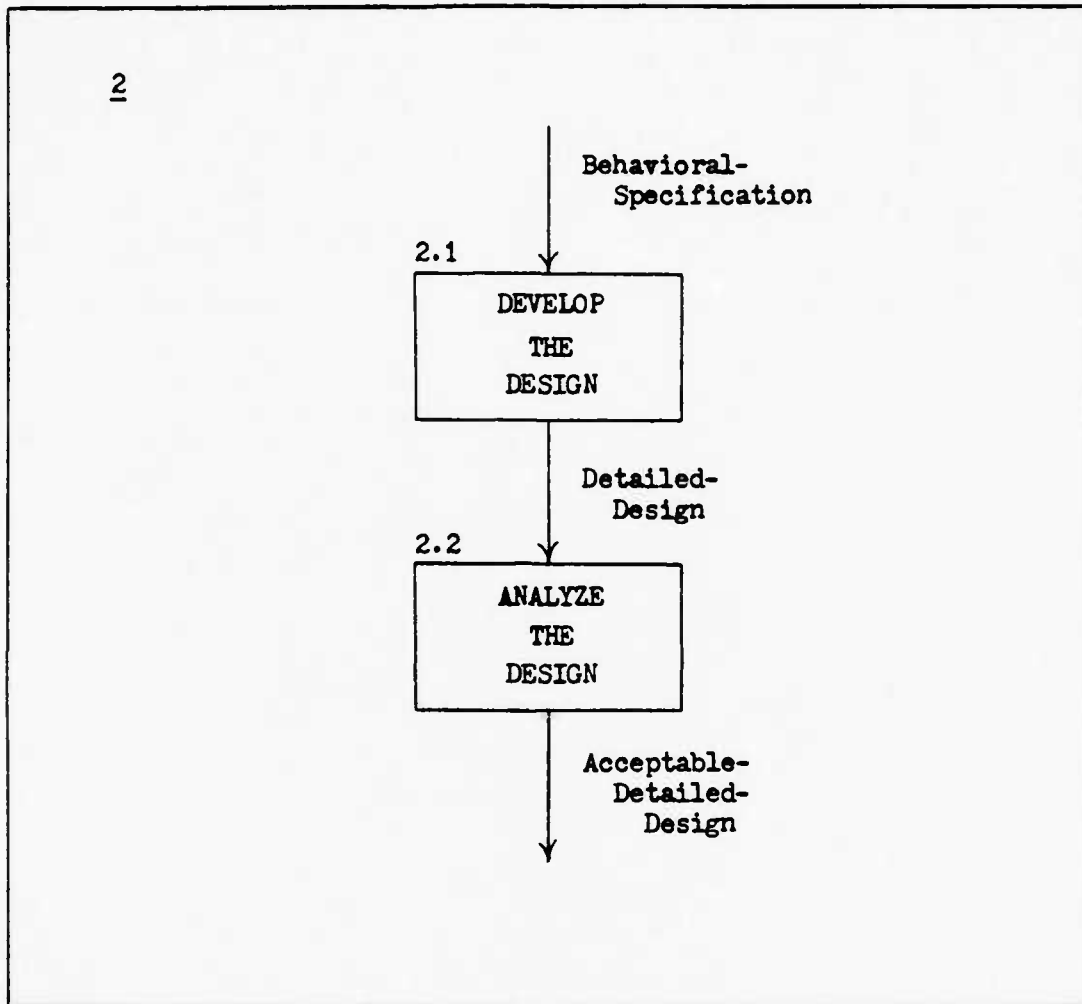 2
Behavioral-
Specification
2.1
DEVELOP
THE
DESIGN
Detailed-
Design
2.2
ANALYZE
THE
DESIGN
Acceptable-
Detailed-
Design